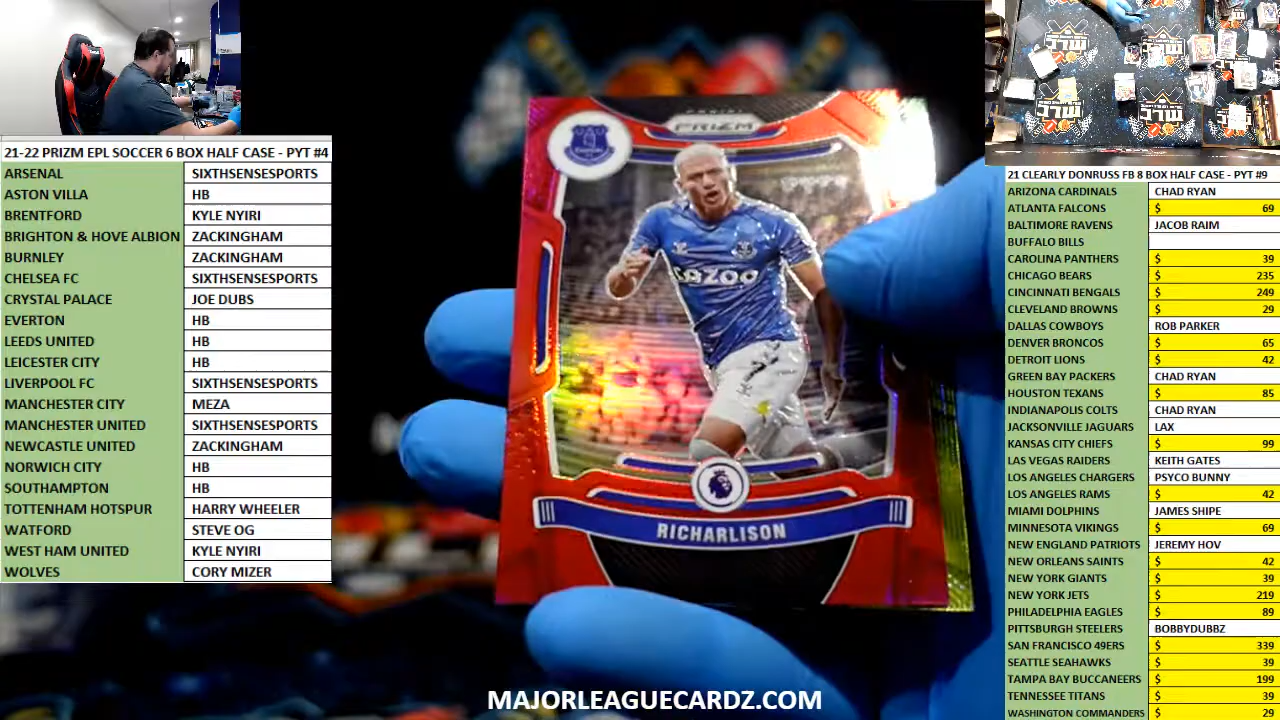 21-22 PRIZM EPL SOCCER 6 BOX HALF CASE - PYT #4
ARSENAL SIXTHSENSESPORTS
ASTON VILLA HB
BRENTFORD KYLE NYIRI
BRIGHTON & HOVE ALBION ZACKINGHAM
BURNLEY ZACKINGHAM
CHELSEA FC SIXTHSENSESPORTS
CRYSTAL PALACE JOE DUBS
EVERTON HB
LEEDS UNITED HB
LEICESTER CITY HB
LIVERPOOL FC SIXTHSENSESPORTS
MANCHESTER CITY MEZA
MANCHESTER UNITED SIXTHSENSESPORTS
NEWCASTLE UNITED ZACKINGHAM
NORWICH CITY HB
SOUTHAMPTON HB
TOTTENHAM HOTSPUR HARRY WHEELER
WATFORD STEVE OG
WEST HAM UNITED KYLE NYIRI
WOLVES CORY MIZER
PANINI
PRIZM
Everton
CAZOO
7
RICHARLISON
MAJORLEAGUECARDZ.COM
21 CLEARLY DONRUSS FB 8 BOX HALF CASE - PYT #9
ARIZONA CARDINALS CHAD RYAN
ATLANTA FALCONS $ 69
BALTIMORE RAVENS JACOB RAIM
BUFFALO BILLS
CAROLINA PANTHERS $ 39
CHICAGO BEARS $ 235
CINCINNATI BENGALS $ 249
CLEVELAND BROWNS $ 29
DALLAS COWBOYS ROB PARKER
DENVER BRONCOS $ 65
DETROIT LIONS $ 42
GREEN BAY PACKERS CHAD RYAN
HOUSTON TEXANS $ 85
INDIANAPOLIS COLTS CHAD RYAN
JACKSONVILLE JAGUARS LAX
KANSAS CITY CHIEFS $ 99
LAS VEGAS RAIDERS KEITH GATES
LOS ANGELES CHARGERS PSYCO BUNNY
LOS ANGELES RAMS $ 42
MIAMI DOLPHINS JAMES SHIPE
MINNESOTA VIKINGS $ 69
NEW ENGLAND PATRIOTS JEREMY HOV
NEW ORLEANS SAINTS $ 42
NEW YORK GIANTS $ 39
NEW YORK JETS $ 219
PHILADELPHIA EAGLES $ 89
PITTSBURGH STEELERS BOBBYDUBBZ
SAN FRANCISCO 49ERS $ 339
SEATTLE SEAHAWKS $ 39
TAMPA BAY BUCCANEERS $ 199
TENNESSEE TITANS $ 39
WASHINGTON COMMANDERS $ 29